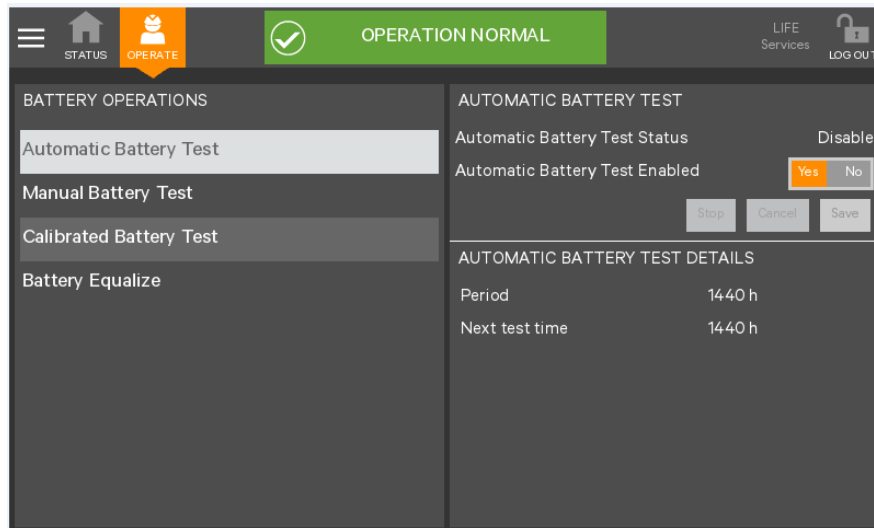 STATUS
OPERATE
OPERATION NORMAL
LIFE
Services
LOG OUT
BATTERY OPERATIONS
Automatic Battery Test
Manual Battery Test
Calibrated Battery Test
Battery Equalize
AUTOMATIC BATTERY TEST
Automatic Battery Test Status Disable
Automatic Battery Test Enabled Yes No
Stop Cancel Save
AUTOMATIC BATTERY TEST DETAILS
Period 1440 h
Next test time 1440 h